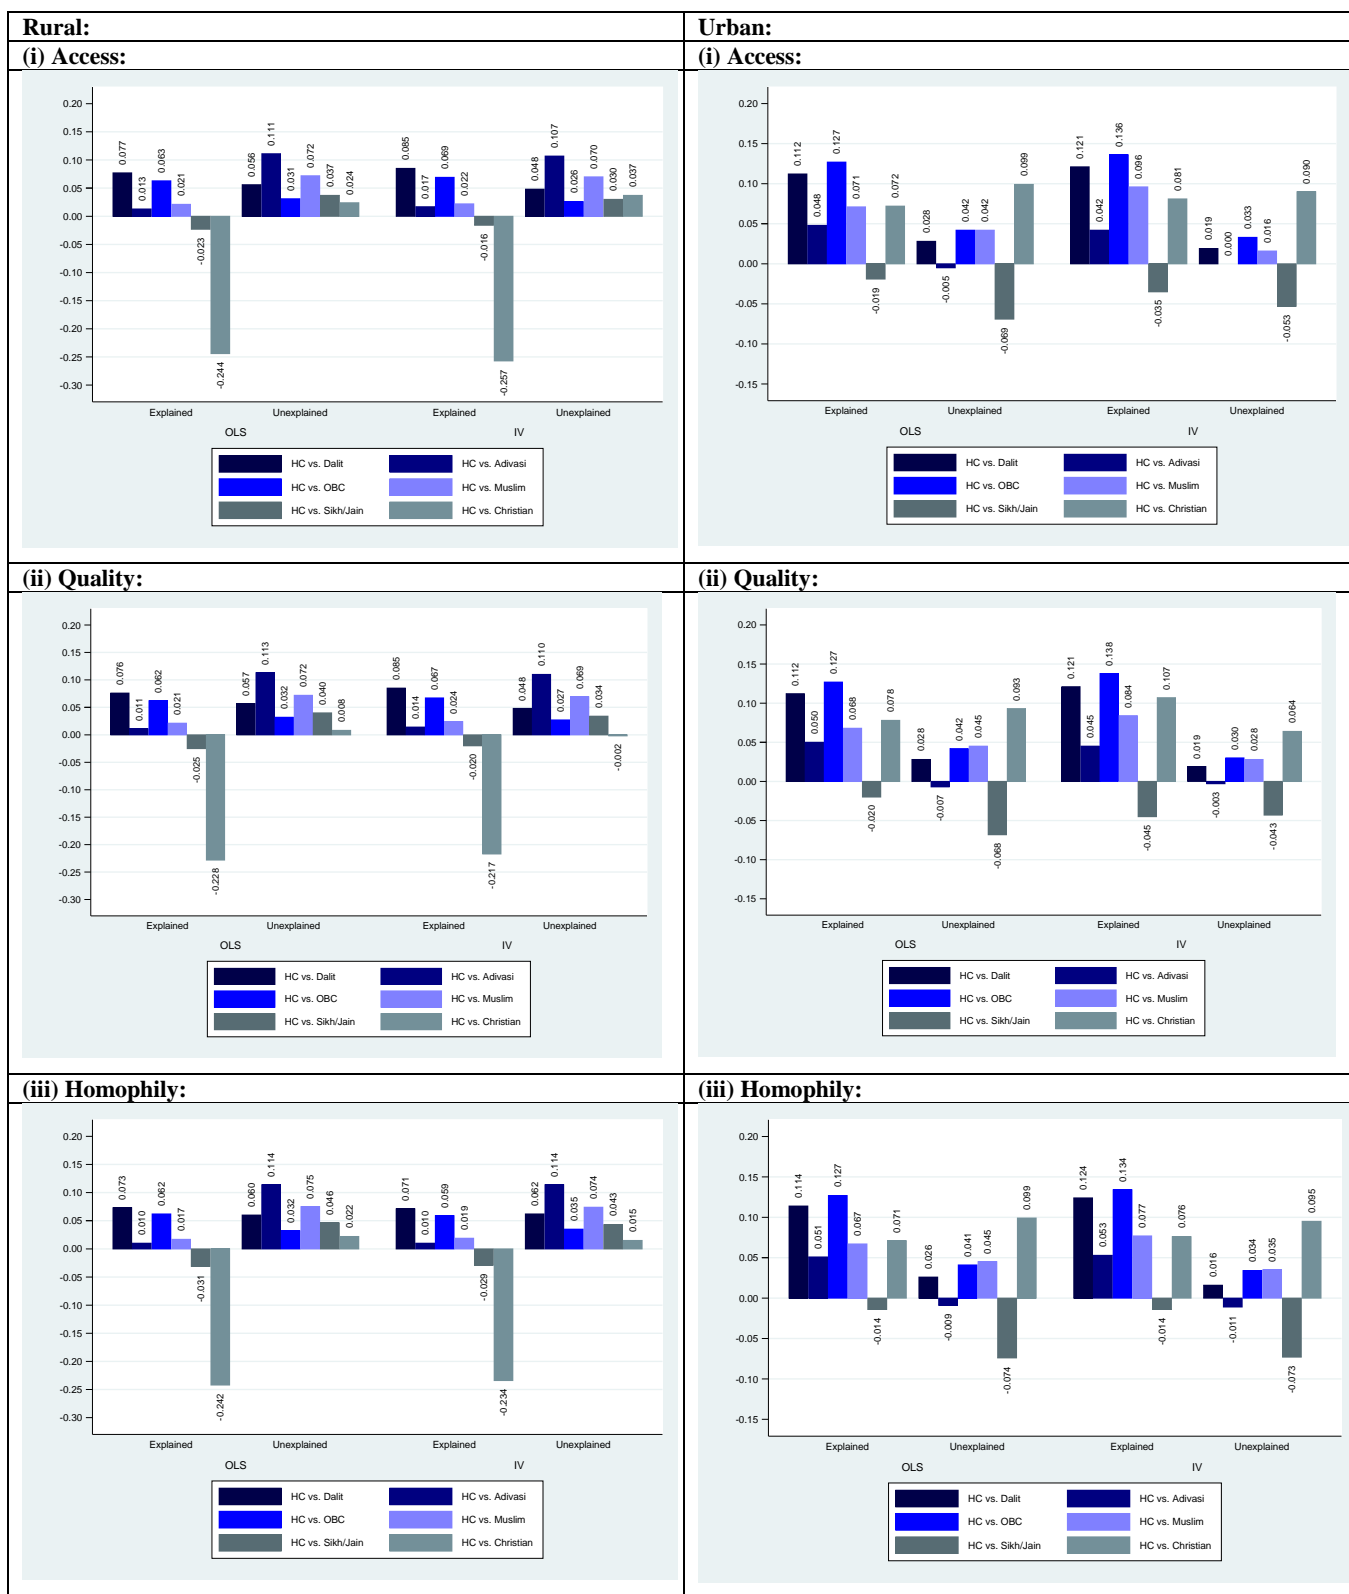 Rural:
Urban:
(i) Access:
(i) Access:
0.20
0.15
0.10
0.05
0.00
-0.05
-0.10
-0.15
-0.20
-0.25
-0.30
0.077
0.013
0.063
0.021
-0.023
-0.244
0.056
0.111
0.031
0.072
0.037
0.024
0.085
0.017
0.069
0.022
-0.016
-0.257
0.048
0.107
0.026
0.070
0.030
0.037
Explained
Unexplained
Explained
Unexplained
OLS
IV
HC vs. Dalit
HC vs. Adivasi
HC vs. OBC
HC vs. Muslim
HC vs. Sikh/Jain
HC vs. Christian
0.20
0.15
0.10
0.05
0.00
-0.05
-0.10
-0.15
0.112
0.048
0.127
0.071
-0.019
0.072
0.028
-0.005
0.042
0.042
-0.069
0.099
0.121
0.042
0.136
0.096
-0.035
0.081
0.019
0.000
0.033
0.016
-0.053
0.090
Explained
Unexplained
Explained
Unexplained
OLS
IV
HC vs. Dalit
HC vs. Adivasi
HC vs. OBC
HC vs. Muslim
HC vs. Sikh/Jain
HC vs. Christian
(ii) Quality:
(ii) Quality:
0.20
0.15
0.10
0.05
0.00
-0.05
-0.10
-0.15
-0.20
-0.25
-0.30
0.076
0.011
0.062
0.021
-0.025
-0.228
0.057
0.113
0.032
0.072
0.040
0.008
0.085
0.014
0.067
0.024
-0.020
-0.217
0.048
0.110
0.027
0.069
0.034
-0.002
Explained
Unexplained
Explained
Unexplained
OLS
IV
HC vs. Dalit
HC vs. Adivasi
HC vs. OBC
HC vs. Muslim
HC vs. Sikh/Jain
HC vs. Christian
0.20
0.15
0.10
0.05
0.00
-0.05
-0.10
-0.15
0.112
0.050
0.127
0.068
-0.020
0.078
0.028
-0.007
0.042
0.045
-0.068
0.093
0.121
0.045
0.138
0.084
-0.045
0.107
0.019
-0.003
0.030
0.028
-0.043
0.064
Explained
Unexplained
Explained
Unexplained
OLS
IV
HC vs. Dalit
HC vs. Adivasi
HC vs. OBC
HC vs. Muslim
HC vs. Sikh/Jain
HC vs. Christian
(iii) Homophily:
(iii) Homophily:
0.20
0.15
0.10
0.05
0.00
-0.05
-0.10
-0.15
-0.20
-0.25
-0.30
0.073
0.010
0.062
0.017
-0.031
-0.242
0.060
0.114
0.032
0.075
0.046
0.022
0.071
0.010
0.059
0.019
-0.029
-0.234
0.062
0.114
0.035
0.074
0.043
0.015
Explained
Unexplained
Explained
Unexplained
OLS
IV
HC vs. Dalit
HC vs. Adivasi
HC vs. OBC
HC vs. Muslim
HC vs. Sikh/Jain
HC vs. Christian
0.20
0.15
0.10
0.05
0.00
-0.05
-0.10
-0.15
0.114
0.051
0.127
0.067
-0.014
0.071
0.026
-0.009
0.041
0.045
-0.074
0.099
0.124
0.053
0.134
0.077
-0.014
0.076
0.016
-0.011
0.034
0.035
-0.073
0.095
Explained
Unexplained
Explained
Unexplained
OLS
IV
HC vs. Dalit
HC vs. Adivasi
HC vs. OBC
HC vs. Muslim
HC vs. Sikh/Jain
HC vs. Christian